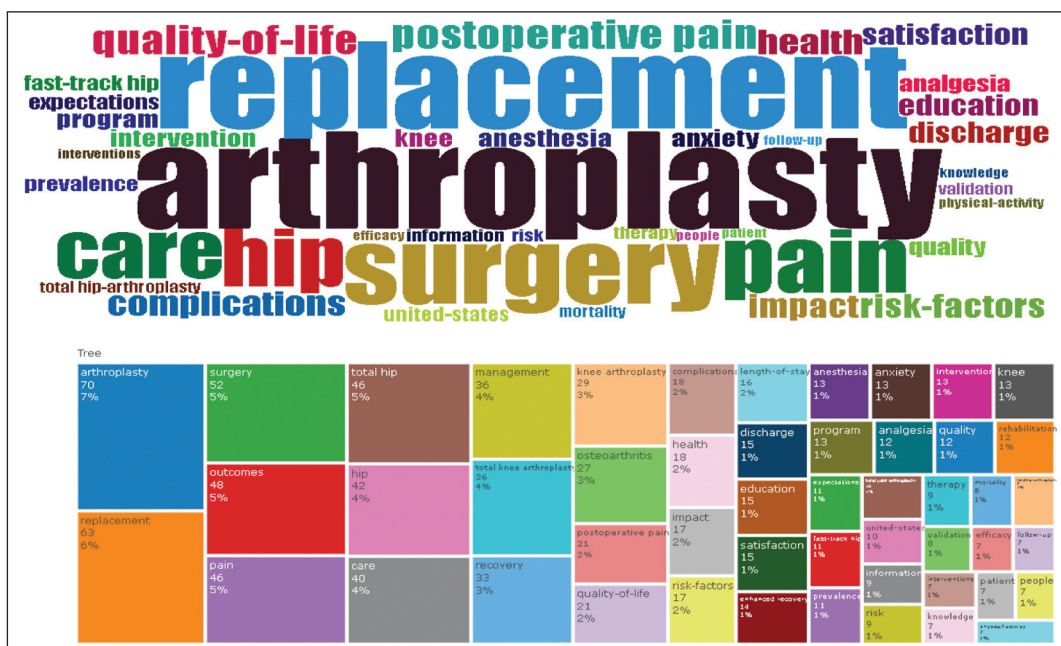 quality-of-life postoperative pain health satisfaction
fast-track hip replacement analgesia
expectations education
program
intervention knee anesthesia anxiety follow-up discharge
interventions arthroplasty knowledge
prevalence validation
physical-activity
efficacy information risk therapy people patient
care hip surgery pain quality
total hip-arthroplasty
complications united-states mortality impact risk-factors
Tree
arthroplasty
70
7%
replacement
63
6%
surgery
52
5%
outcomes
48
5%
pain
46
5%
total hip
46
5%
hip
42
4%
care
40
4%
management
36
4%
total knee arthroplasty
36
4%
recovery
33
3%
knee arthroplasty
29
3%
osteoarthritis
27
3%
postoperative pain
21
2%
quality-of-life
21
2%
complications
18
2%
health
18
2%
impact
17
2%
risk-factors
17
2%
length-of-stay
16
2%
discharge
15
1%
education
15
1%
satisfaction
15
1%
enhanced recovery
14
1%
anesthesia
13
1%
anxiety
13
1%
intervention
13
1%
knee
13
1%
program
13
1%
analgesia
12
1%
quality
12
1%
rehabilitation
12
1%
expectations
11
1%
fast-track hip
11
1%
prevalence
11
1%
total joint arthroplasty
1%
united-states
10
1%
information
9
1%
risk
9
1%
therapy
9
1%
mortality
8
1%
1%
validation
8
1%
efficacy
7
1%
follow-up
7
1%
interventions
7
1%
patient
7
1%
people
7
1%
knowledge
7
1%
1%